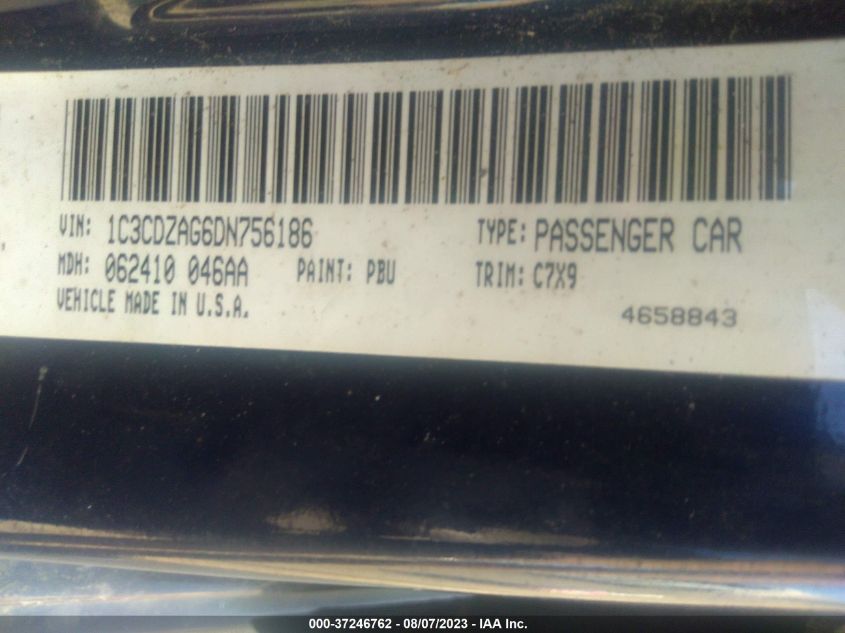 VIN: 1C3CDZAG6DN756186 TYPE: PASSENGER CAR
MDH: 062410 046AA PAINT: PBU TRIM: C7X9
VEHICLE MADE IN U.S.A. 4658843
000-37246762 - 08/07/2023 - IAA Inc.